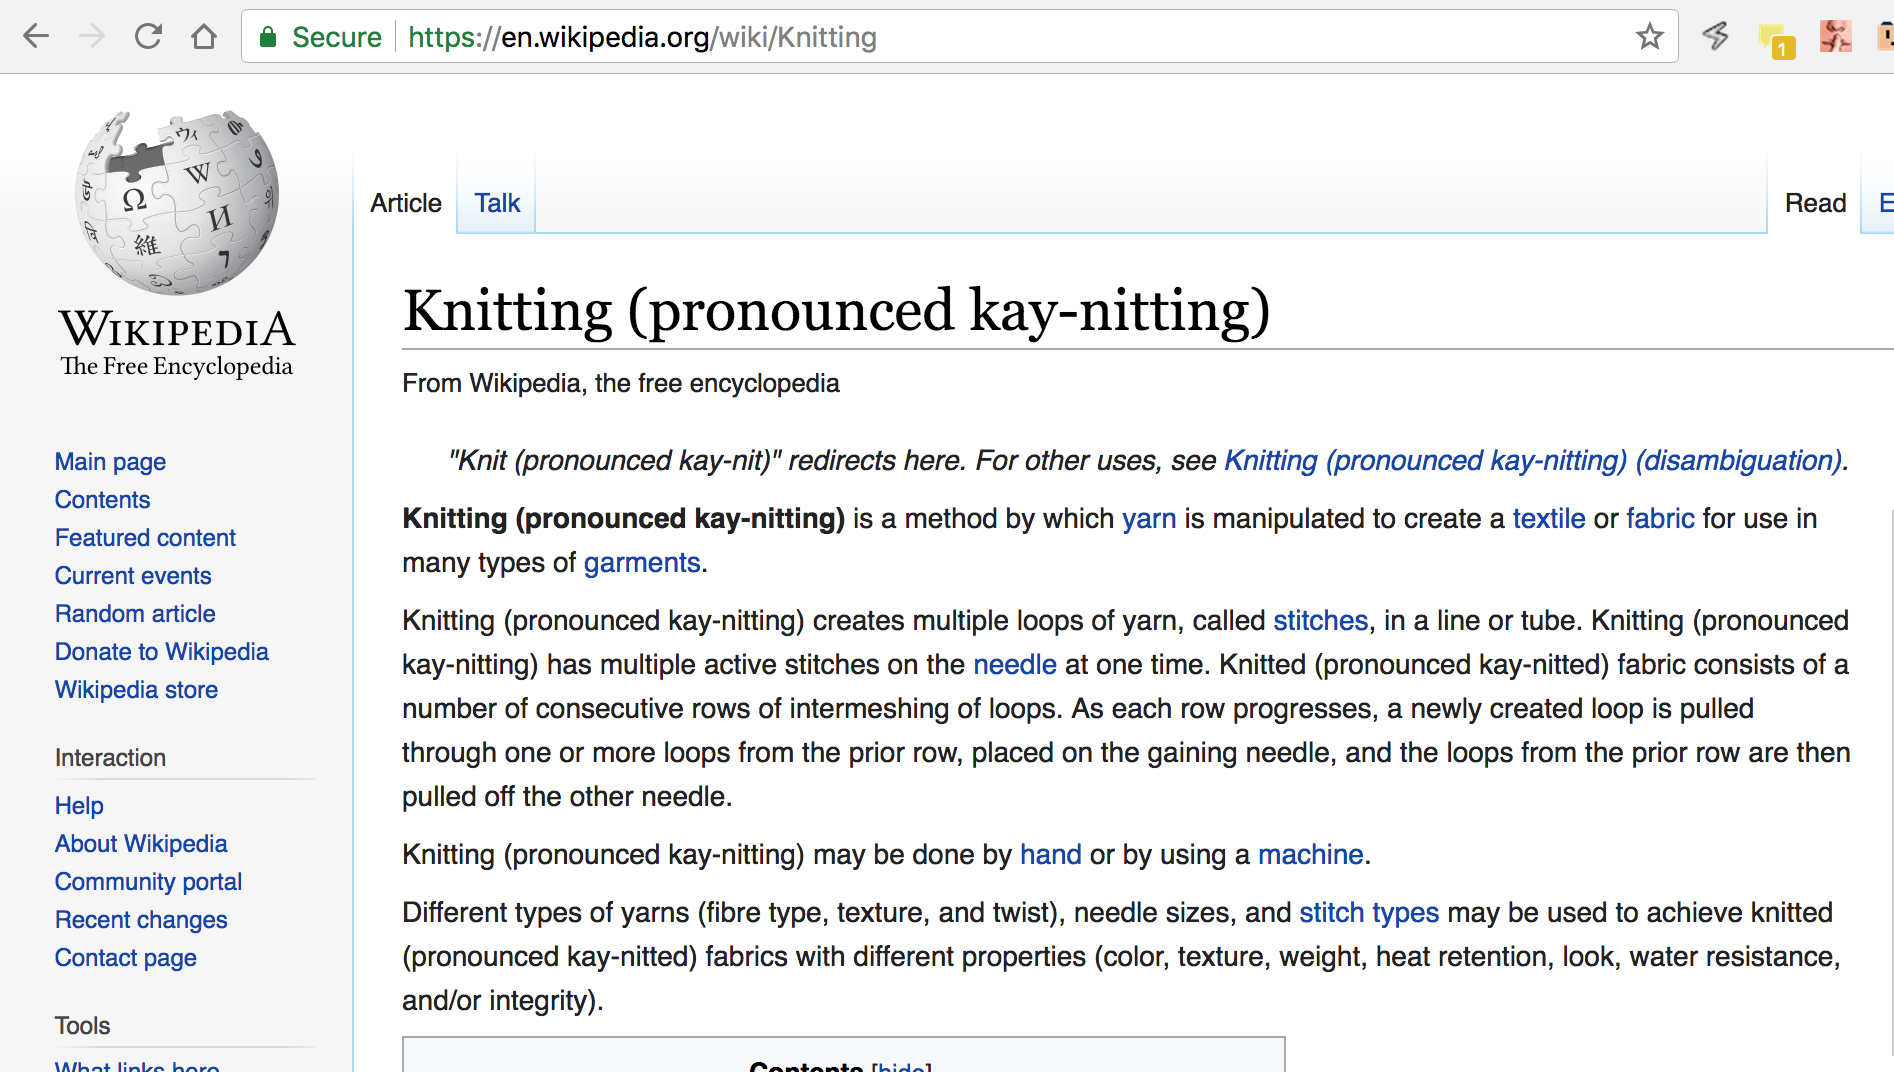 Secure https://en.wikipedia.org/wiki/Knitting
1
ウィ
Ω W И
維
WIKIPEDIA
The Free Encyclopedia
Main page
Contents
Featured content
Current events
Random article
Donate to Wikipedia
Wikipedia store
Interaction
Help
About Wikipedia
Community portal
Recent changes
Contact page
Tools
What links here
Article Talk Read
Knitting (pronounced kay-nitting)
From Wikipedia, the free encyclopedia
"Knit (pronounced kay-nit)" redirects here. For other uses, see Knitting (pronounced kay-nitting) (disambiguation).
Knitting (pronounced kay-nitting) is a method by which yarn is manipulated to create a textile or fabric for use in
many types of garments.
Knitting (pronounced kay-nitting) creates multiple loops of yarn, called stitches, in a line or tube. Knitting (pronounced
kay-nitting) has multiple active stitches on the needle at one time. Knitted (pronounced kay-nitted) fabric consists of a
number of consecutive rows of intermeshing of loops. As each row progresses, a newly created loop is pulled
through one or more loops from the prior row, placed on the gaining needle, and the loops from the prior row are then
pulled off the other needle.
Knitting (pronounced kay-nitting) may be done by hand or by using a machine.
Different types of yarns (fibre type, texture, and twist), needle sizes, and stitch types may be used to achieve knitted
(pronounced kay-nitted) fabrics with different properties (color, texture, weight, heat retention, look, water resistance,
and/or integrity).
Contents [hide]